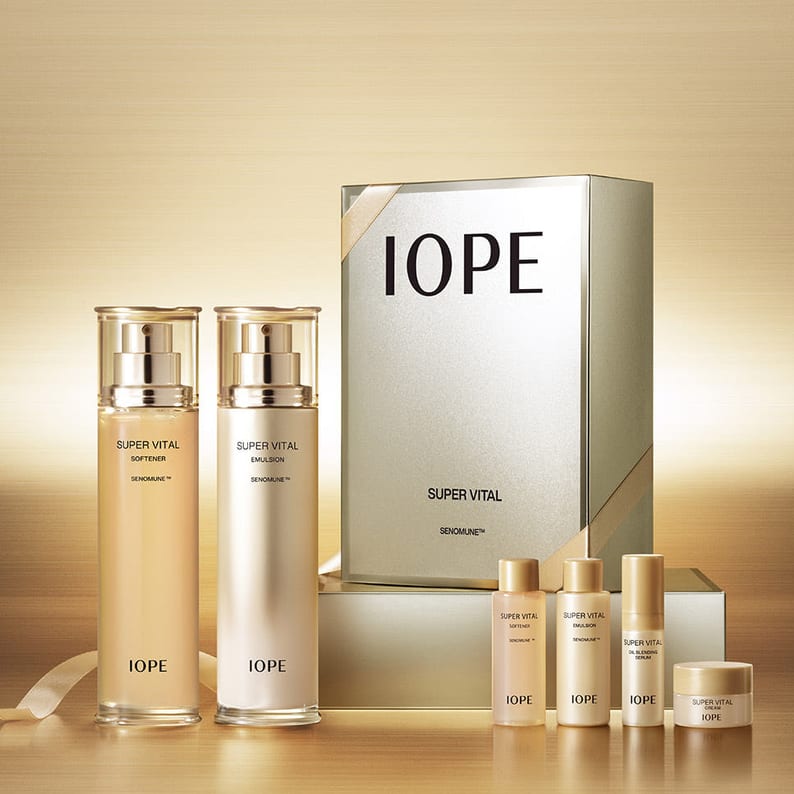 IOPE
SUPER VITAL
SENOMUNE™
SUPER VITAL
SOFTENER
SENOMUNE™
IOPE
SUPER VITAL
EMULSION
SENOMUNE™
IOPE
SUPER VITAL
SOFTENER
SENOMUNE™
IOPE
SUPER VITAL
EMULSION
SENOMUNE™
IOPE
SUPER VITAL
OIL BLENDING
SERUM
IOPE
SUPER VITAL
CREAM
IOPE